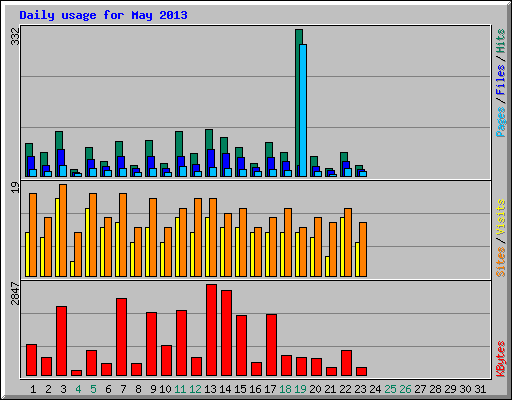 Daily usage for May 2013
332
Pages / Files / Hits
19
Sites / Visits
2847
KBytes
1 2 3 4 5 6 7 8 9 10 11 12 13 14 15 16 17 18 19 20 21 22 23 24 25 26 27 28 29 30 31